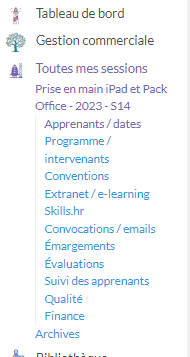 Tableau de bord
Gestion commerciale
Toutes mes sessions
Prise en main iPad et Pack
Office - 2023 - S14
Apprenants / dates
Programme /
intervenants
Conventions
Extranet / e-learning
Skills.hr
Convocations / emails
Émargements
Évaluations
Suivi des apprenants
Qualité
Finance
Archives
Bibliothèque